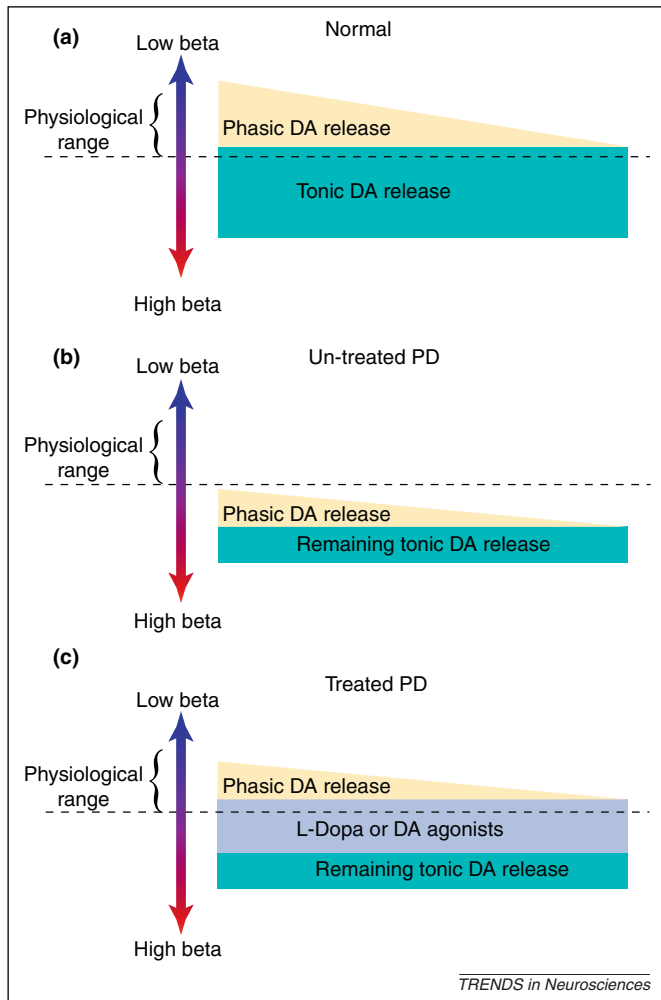 (a)
Normal
Low beta
Physiological
range
Phasic DA release
Tonic DA release
High beta
(b)
Un-treated PD
Low beta
Physiological
range
Phasic DA release
Remaining tonic DA release
High beta
(c)
Treated PD
Low beta
Physiological
range
Phasic DA release
L-Dopa or DA agonists
Remaining tonic DA release
High beta
TRENDS in Neurosciences